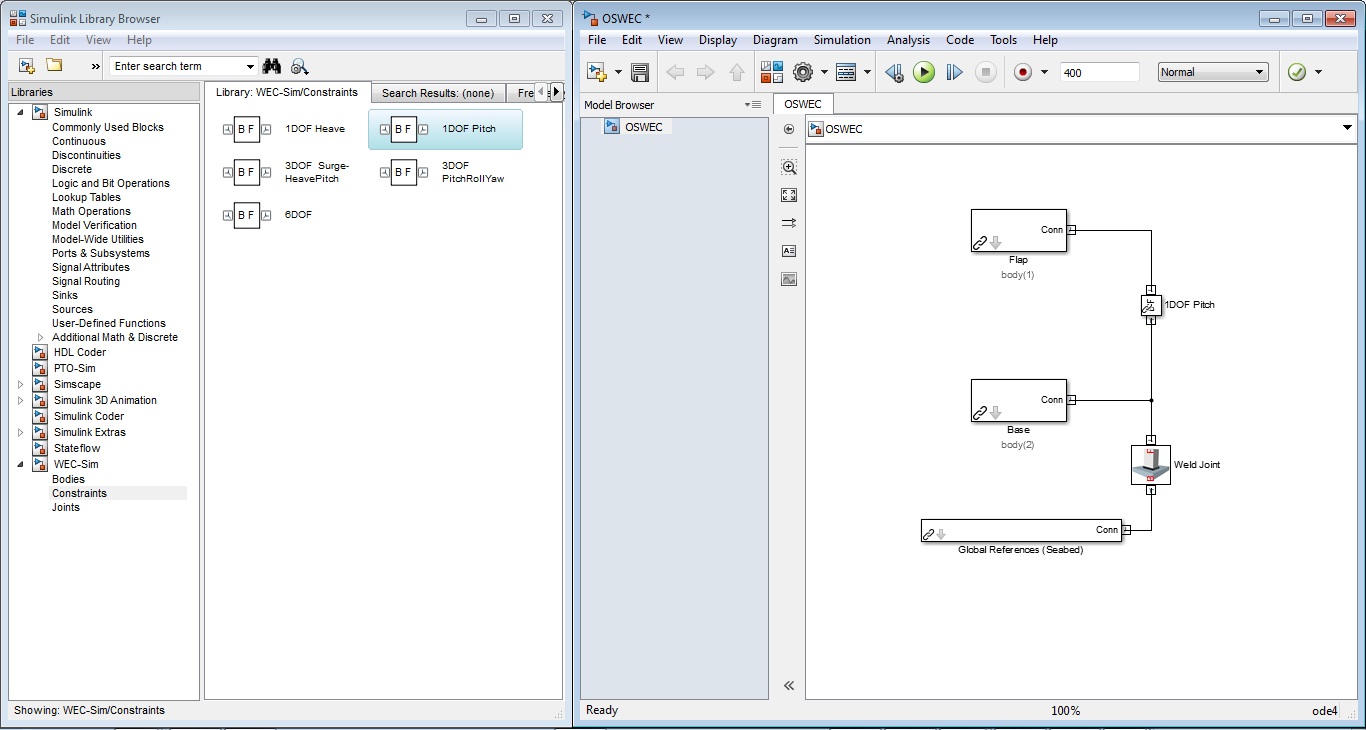 Simulink Library Browser
File Edit View Help
» Enter search term
Libraries
Simulink
Commonly Used Blocks
Continuous
Discontinuities
Discrete
Logic and Bit Operations
Lookup Tables
Math Operations
Model Verification
Model-Wide Utilities
Ports & Subsystems
Signal Attributes
Signal Routing
Sinks
Sources
User-Defined Functions
Additional Math & Discrete
HDL Coder
PTO-Sim
Simscape
Simulink 3D Animation
Simulink Coder
Simulink Extras
Stateflow
WEC-Sim
Bodies
Constraints
Joints
Library: WEC-Sim/Constraints Search Results: (none) Fre
B F 1DOF Heave B F 1DOF Pitch
B F 3DOF Surge-
HeavePitch
B F 3DOF
PitchRollYaw
B F 6DOF
Showing: WEC-Sim/Constraints
OSWEC *
File Edit View Display Diagram Simulation Analysis Code Tools Help
400 Normal
Model Browser
OSWEC
OSWEC
OSWEC
Conn
Flap
body(1)
1DOF Pitch
Conn
Base
body(2)
Weld Joint
Conn
Global References (Seabed)
Ready 100% ode4